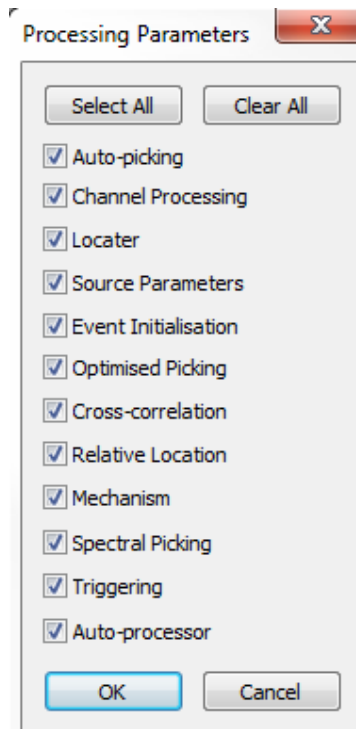 Processing Parameters
Select All Clear All
Auto-picking
Channel Processing
Locater
Source Parameters
Event Initialisation
Optimised Picking
Cross-correlation
Relative Location
Mechanism
Spectral Picking
Triggering
Auto-processor
OK Cancel